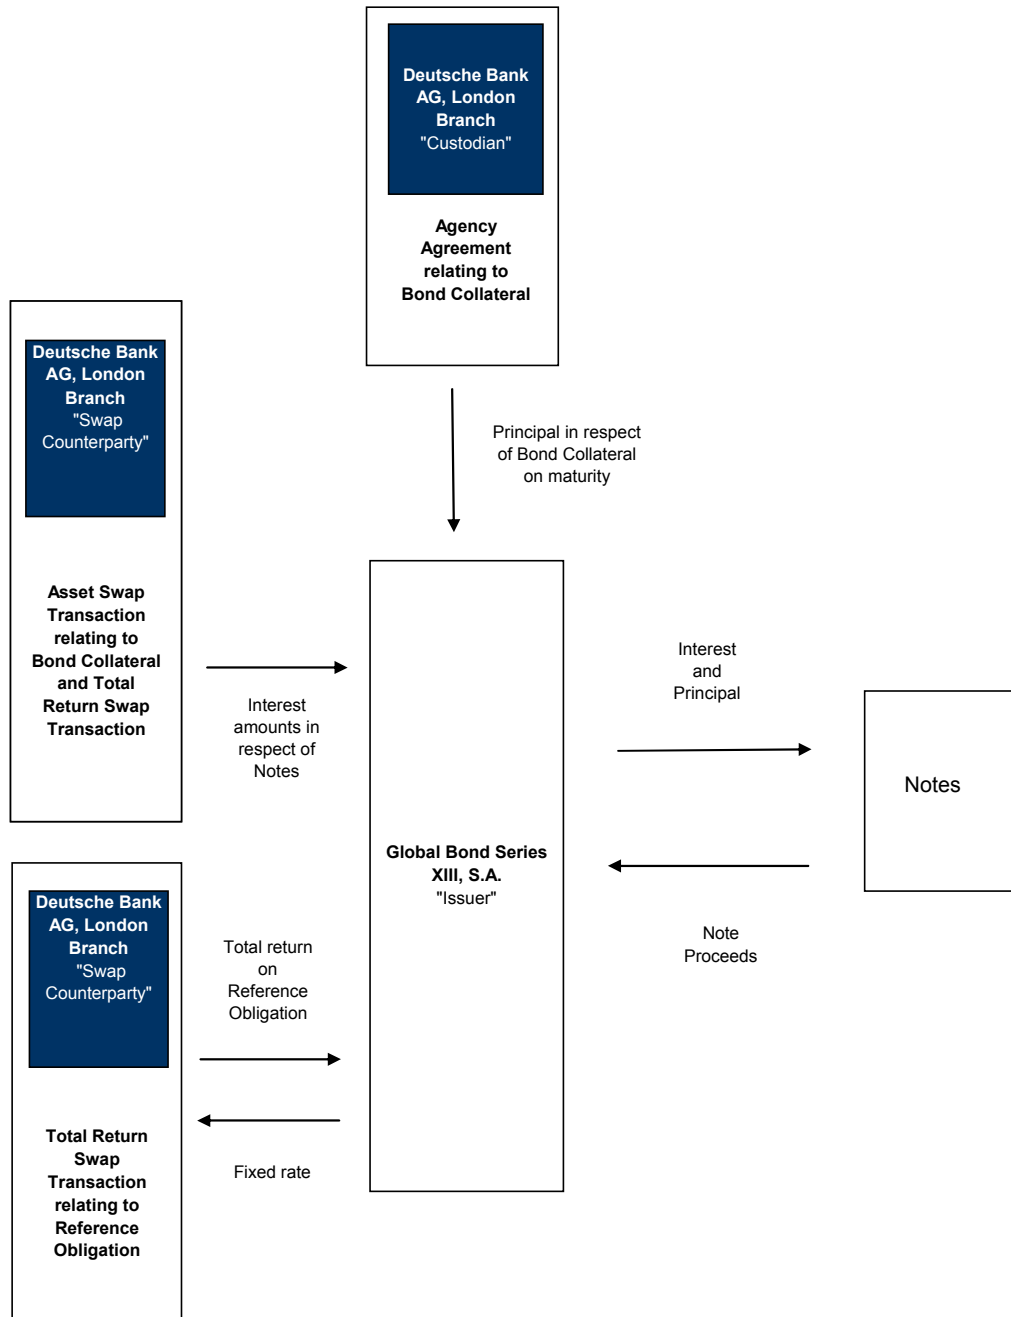 Deutsche Bank
AG, London
Branch
"Custodian"
Agency
Agreement
relating to
Bond Collateral
Deutsche Bank
AG, London
Branch
"Swap
Counterparty"
Asset Swap
Transaction
relating to
Bond Collateral
and Total
Return Swap
Transaction
Principal in respect
of Bond Collateral
on maturity
Interest
amounts in
respect of
Notes
Interest
and
Principal
Notes
Global Bond Series
XIII, S.A.
"Issuer"
Note
Proceeds
Deutsche Bank
AG, London
Branch
"Swap
Counterparty"
Total return
on
Reference
Obligation
Fixed rate
Total Return
Swap
Transaction
relating to
Reference
Obligation